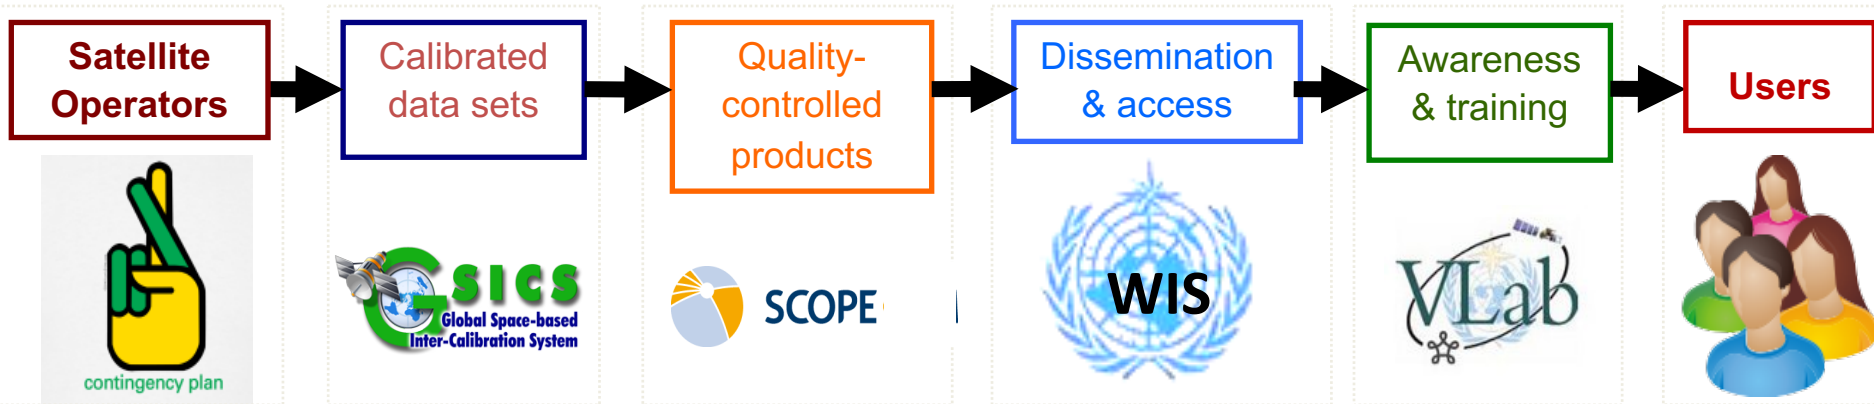 Satellite
Operators
Calibrated
data sets
Quality-
controlled
products
Dissemination
& access
Awareness
& training
Users
contingency plan
GSICS
Global Space-based
Inter-Calibration System
SCOPE
WIS
VLab